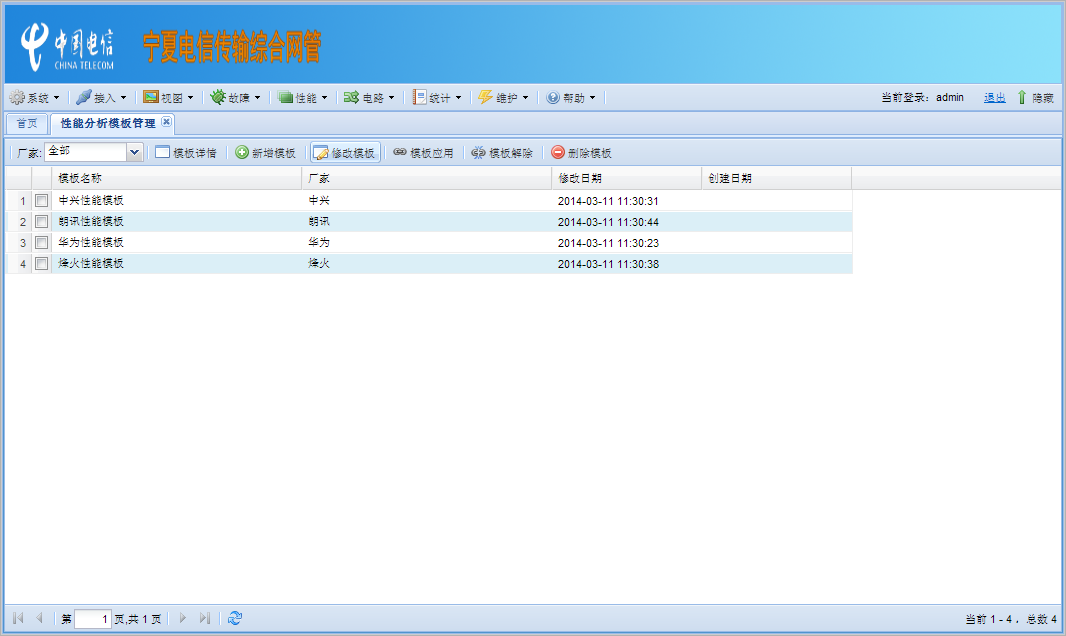 中国电信
CHINA TELECOM
宁夏电信传输综合网管
系统 接入 视图 故障 性能 电路 统计 维护 帮助 当前登录: admin 退出 隐藏
首页 性能分析模板管理
厂家: 全部 模板详情 新增模板 修改模板 模板应用 模板解除 删除模板
模板名称 厂家 修改日期 创建日期
1 中兴性能模板 中兴 2014-03-11 11:30:31
2 朗讯性能模板 朗讯 2014-03-11 11:30:44
3 华为性能模板 华为 2014-03-11 11:30:23
4 烽火性能模板 烽火 2014-03-11 11:30:38
第 1 页,共 1 页 当前 1 - 4 ，总数 4